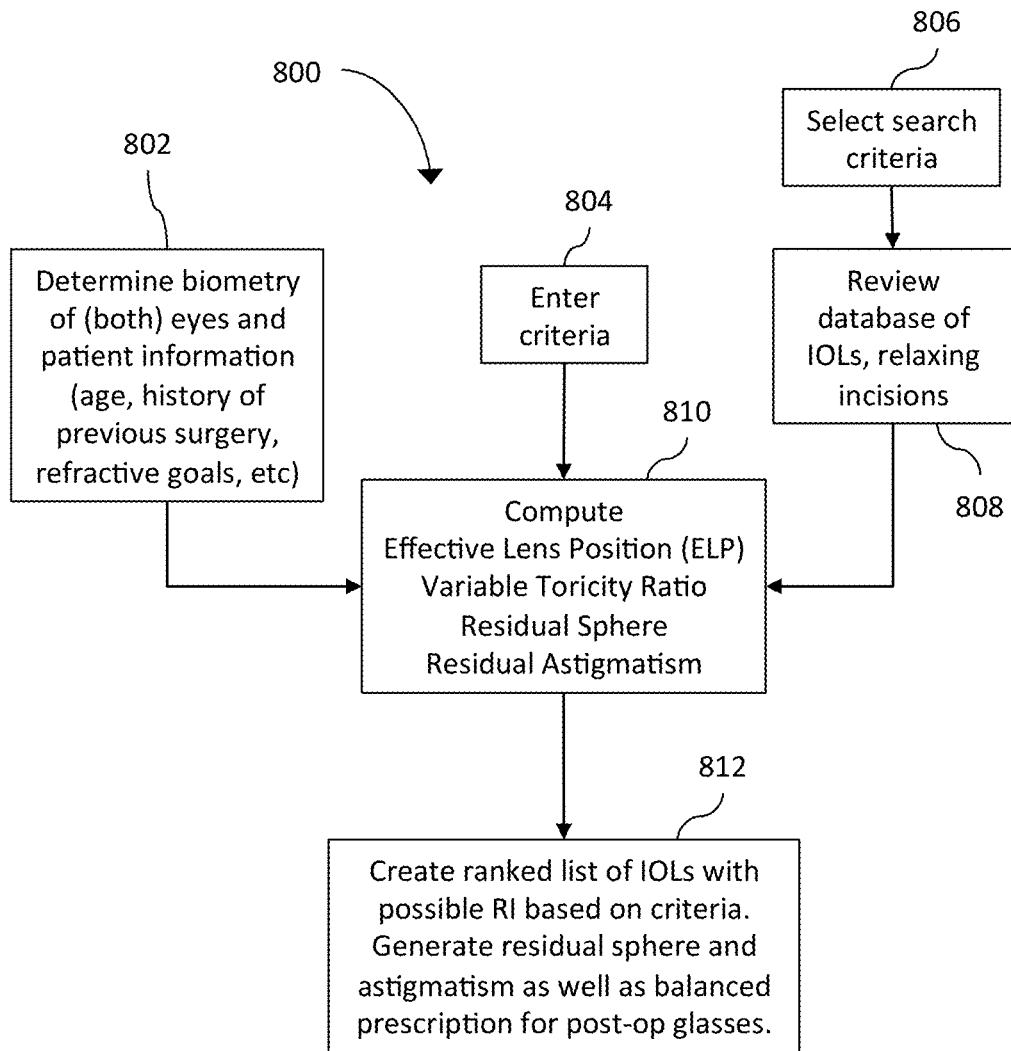 806
800
Select search
criteria
802
804
Determine biometry
of (both) eyes and
patient information
(age, history of
previous surgery,
refractive goals, etc)
Enter
criteria
Review
database of
IOLs, relaxing
incisions
810
808
Compute
Effective Lens Position (ELP)
Variable Toricity Ratio
Residual Sphere
Residual Astigmatism
812
Create ranked list of IOLs with
possible RI based on criteria.
Generate residual sphere and
astigmatism as well as balanced
prescription for post-op glasses.